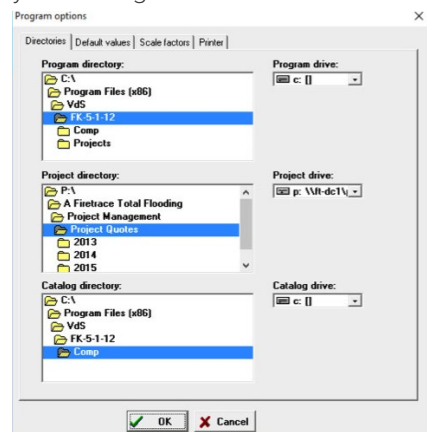 Program options
Directories Default values Scale factors Printer
Program directory:
C:\
Program Files (x86)
VdS
FK-5-1-12
Comp
Projects
Program drive:
c: []
Project directory:
P:\
A Firetrace Total Flooding
Project Management
Project Quotes
2013
2014
2015
Project drive:
p: \\ft-dc1\
Catalog directory:
C:\
Program Files (x86)
VdS
FK-5-1-12
Comp
Catalog drive:
c: []
OK Cancel